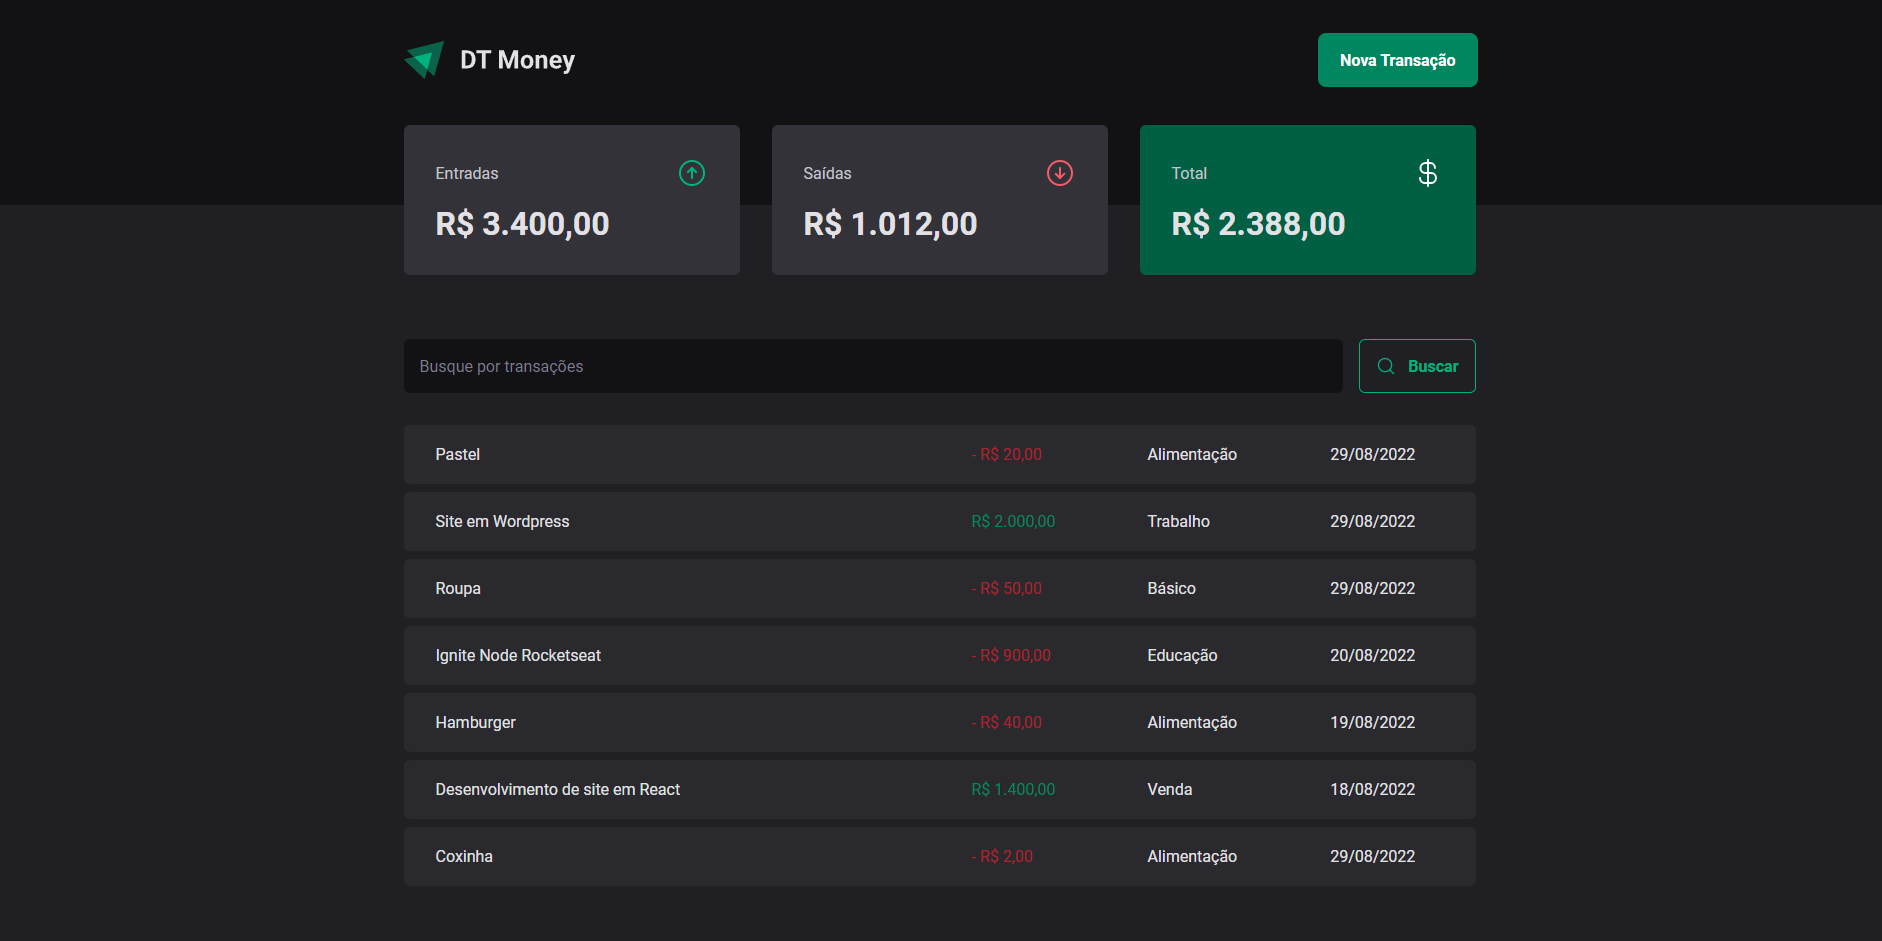 DT Money
Nova Transação
Entradas
R$ 3.400,00
Saídas
R$ 1.012,00
Total
R$ 2.388,00
Busque por transações
Buscar
Pastel - R$ 20,00 Alimentação 29/08/2022
Site em Wordpress R$ 2.000,00 Trabalho 29/08/2022
Roupa - R$ 50,00 Básico 29/08/2022
Ignite Node Rocketseat - R$ 900,00 Educação 20/08/2022
Hamburger - R$ 40,00 Alimentação 19/08/2022
Desenvolvimento de site em React R$ 1.400,00 Venda 18/08/2022
Coxinha - R$ 2,00 Alimentação 29/08/2022